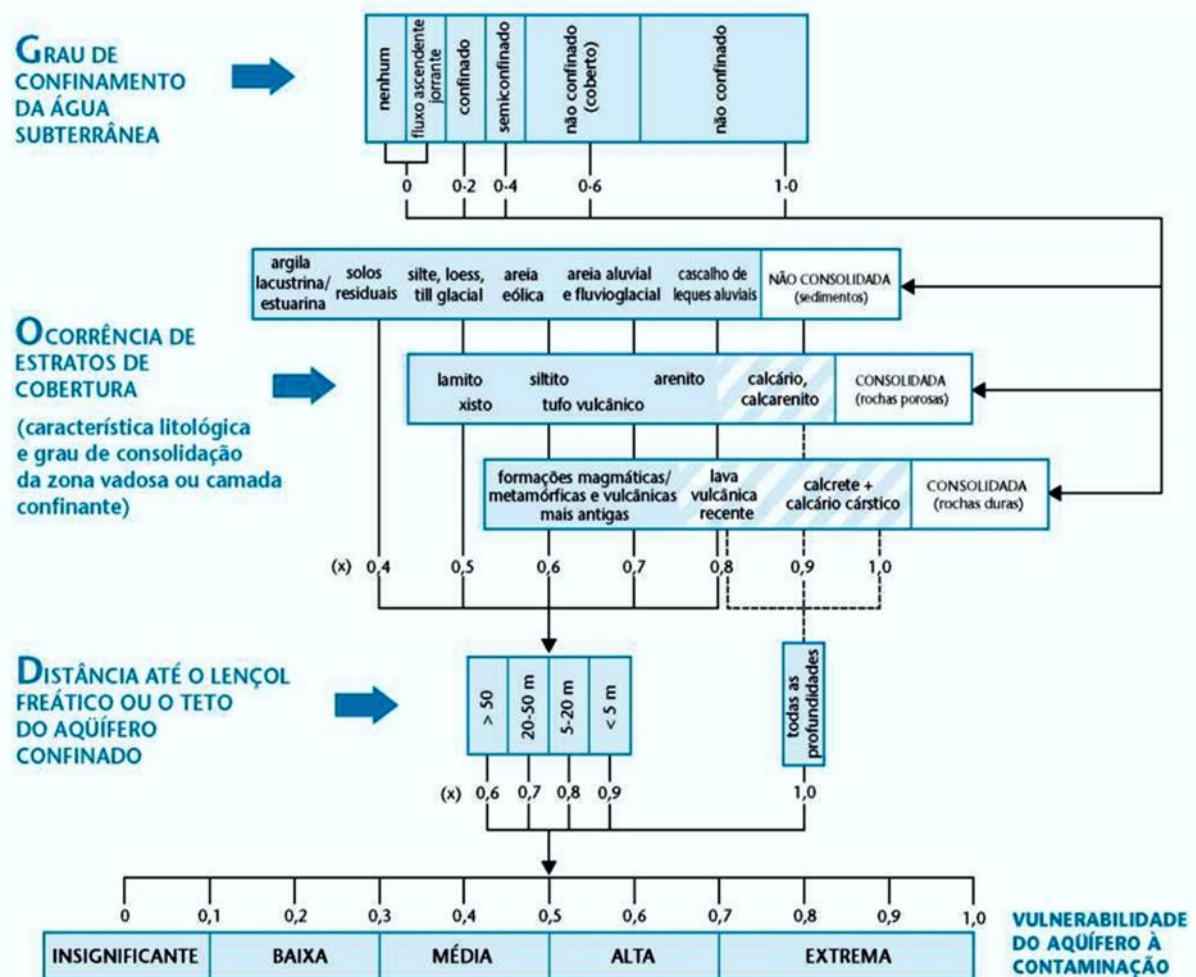 GRAU DE
CONFINAMENTO
DA ÁGUA
SUBTERRÂNEA
nenhum
fluxo ascendente
jorrante
confinado
semiconfinado
não confinado
(coberto)
não confinado
0
0·2
0·4
0·6
1·0
argila
lacustrina/
estuarina
solos
residuais
silte, loess,
till glacial
areia
eólica
areia aluvial
e fluvioglacial
cascalho de
leques aluviais
NÃO CONSOLIDADA
(sedimentos)
OCORRÊNCIA DE
ESTRATOS DE
COBERTURA
(característica litológica
e grau de consolidação
da zona vadosa ou camada
confinante)
lamito
xisto
siltito
tufo vulcânico
arenito
calcário,
calcarenito
CONSOLIDADA
(rochas porosas)
formações magmáticas/
metamórficas e vulcânicas
mais antigas
lava
vulcânica
recente
calcrete +
calcário cárstico
CONSOLIDADA
(rochas duras)
(x) 0,4 0,5 0,6 0,7 0,8 0,9 1,0
DISTÂNCIA ATÉ O LENÇOL
FREÁTICO OU O TETO
DO AQÜÍFERO
CONFINADO
> 50
20-50 m
5-20 m
< 5 m
todas as
profundidades
(x) 0,6 0,7 0,8 0,9 1,0
0 0,1 0,2 0,3 0,4 0,5 0,6 0,7 0,8 0,9 1,0
INSIGNIFICANTE BAIXA MÉDIA ALTA EXTREMA
VULNERABILIDADE
DO AQÜÍFERO À
CONTAMINAÇÃO